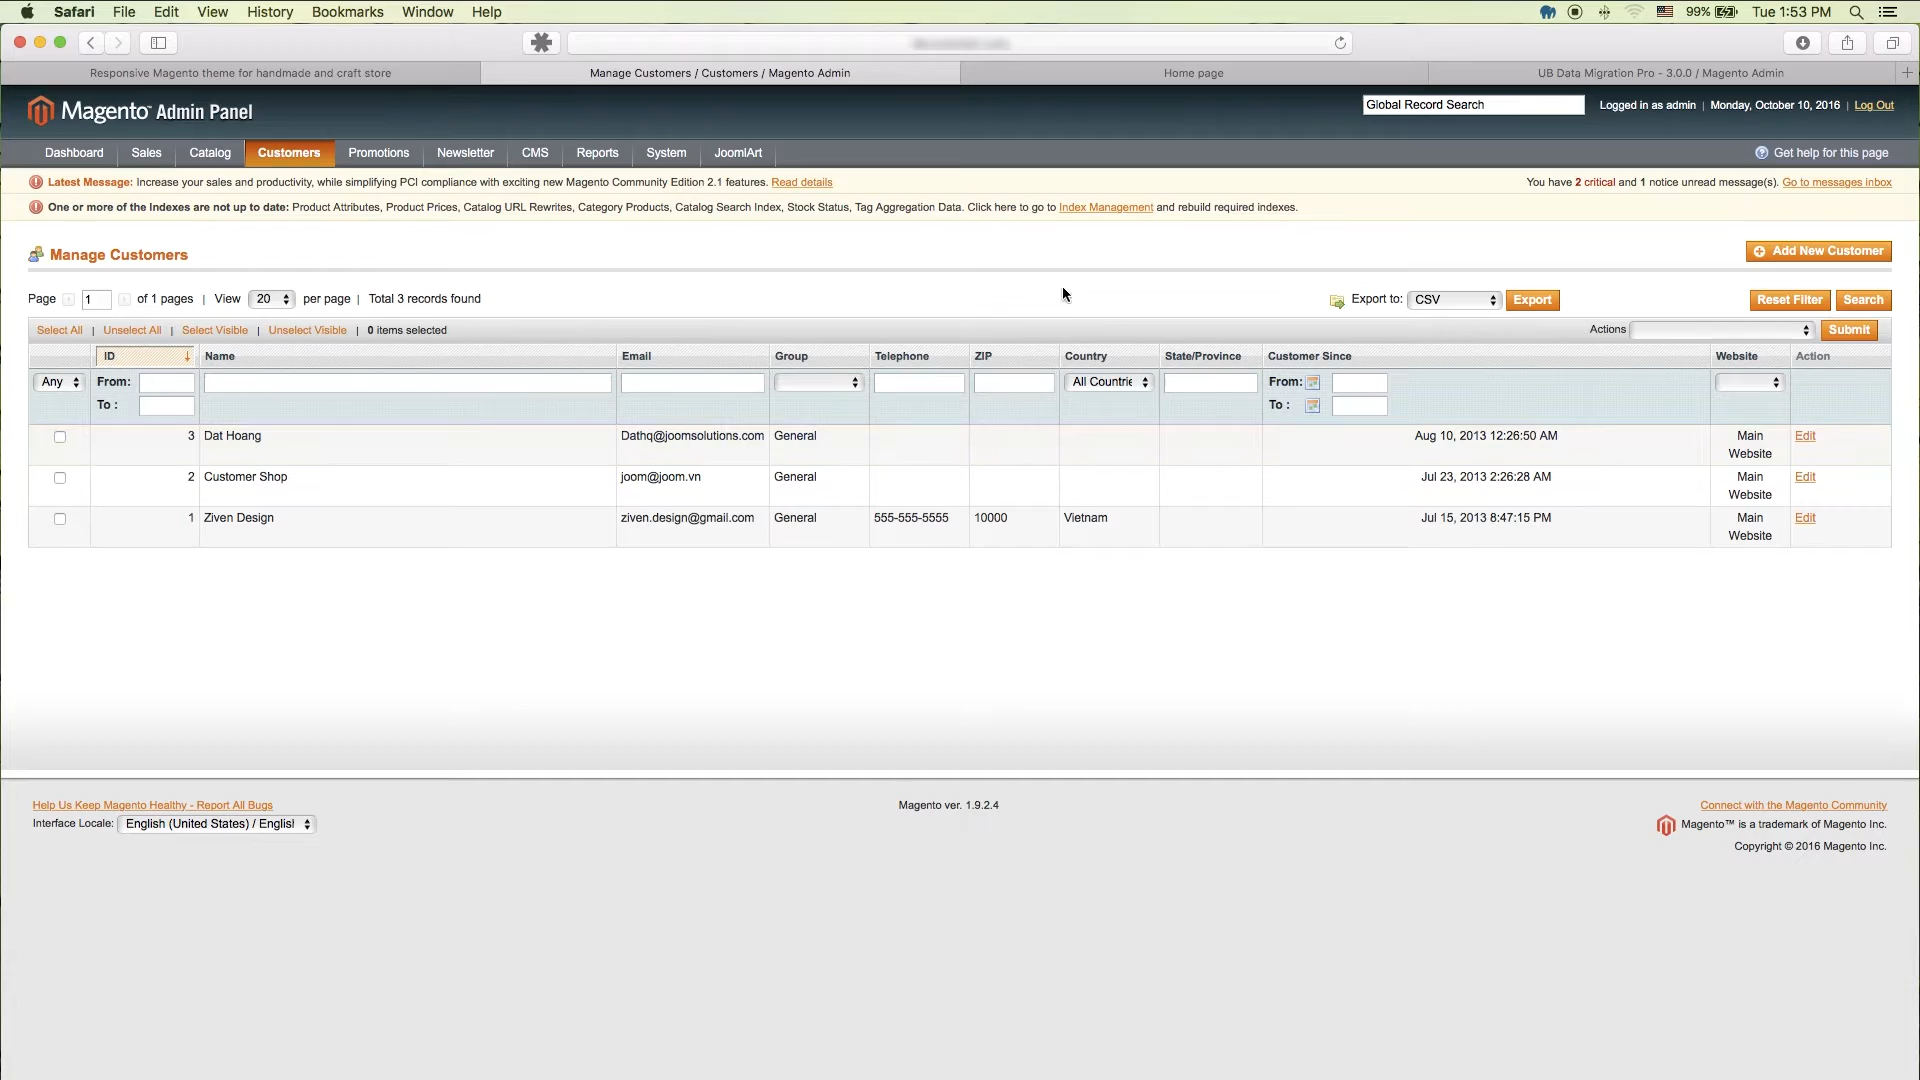 Safari File Edit View History Bookmarks Window Help 99% Tue 1:53 PM
Responsive Magento theme for handmade and craft store Manage Customers / Customers / Magento Admin Home page UB Data Migration Pro - 3.0.0 / Magento Admin
Magento™ Admin Panel Global Record Search Logged in as admin | Monday, October 10, 2016 | Log Out
Dashboard Sales Catalog Customers Promotions Newsletter CMS Reports System JoomlArt Get help for this page
Latest Message: Increase your sales and productivity, while simplifying PCI compliance with exciting new Magento Community Edition 2.1 features. Read details You have 2 critical and 1 notice unread message(s). Go to messages inbox
One or more of the Indexes are not up to date: Product Attributes, Product Prices, Catalog URL Rewrites, Category Products, Catalog Search Index, Stock Status, Tag Aggregation Data. Click here to go to Index Management and rebuild required indexes.
Manage Customers Add New Customer
Page 1 of 1 pages | View 20 per page | Total 3 records found Export to: CSV Export Reset Filter Search
Select All | Unselect All | Select Visible | Unselect Visible | 0 items selected Actions Submit
ID Name Email Group Telephone ZIP Country State/Province Customer Since Website Action
Any From: All Countrie From:
To : To :
3 Dat Hoang Dathq@joomsolutions.com General Aug 10, 2013 12:26:50 AM Main Edit
Website
2 Customer Shop joom@joom.vn General Jul 23, 2013 2:26:28 AM Main Edit
Website
1 Ziven Design ziven.design@gmail.com General 555-555-5555 10000 Vietnam Jul 15, 2013 8:47:15 PM Main Edit
Website
Help Us Keep Magento Healthy - Report All Bugs Magento ver. 1.9.2.4 Connect with the Magento Community
Interface Locale: English (United States) / Englisl Magento™ is a trademark of Magento Inc.
Copyright © 2016 Magento Inc.